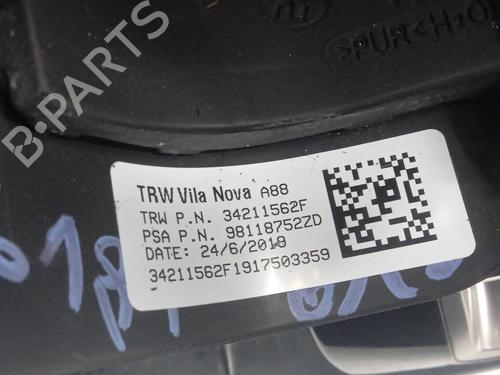 >PUR<H2O
B-PARTS
TRW Vila Nova A88
TRW P.N. 34211562F
PSA P.N. 98118752ZD
DATE: 24/6/2019
34211562F1917503359